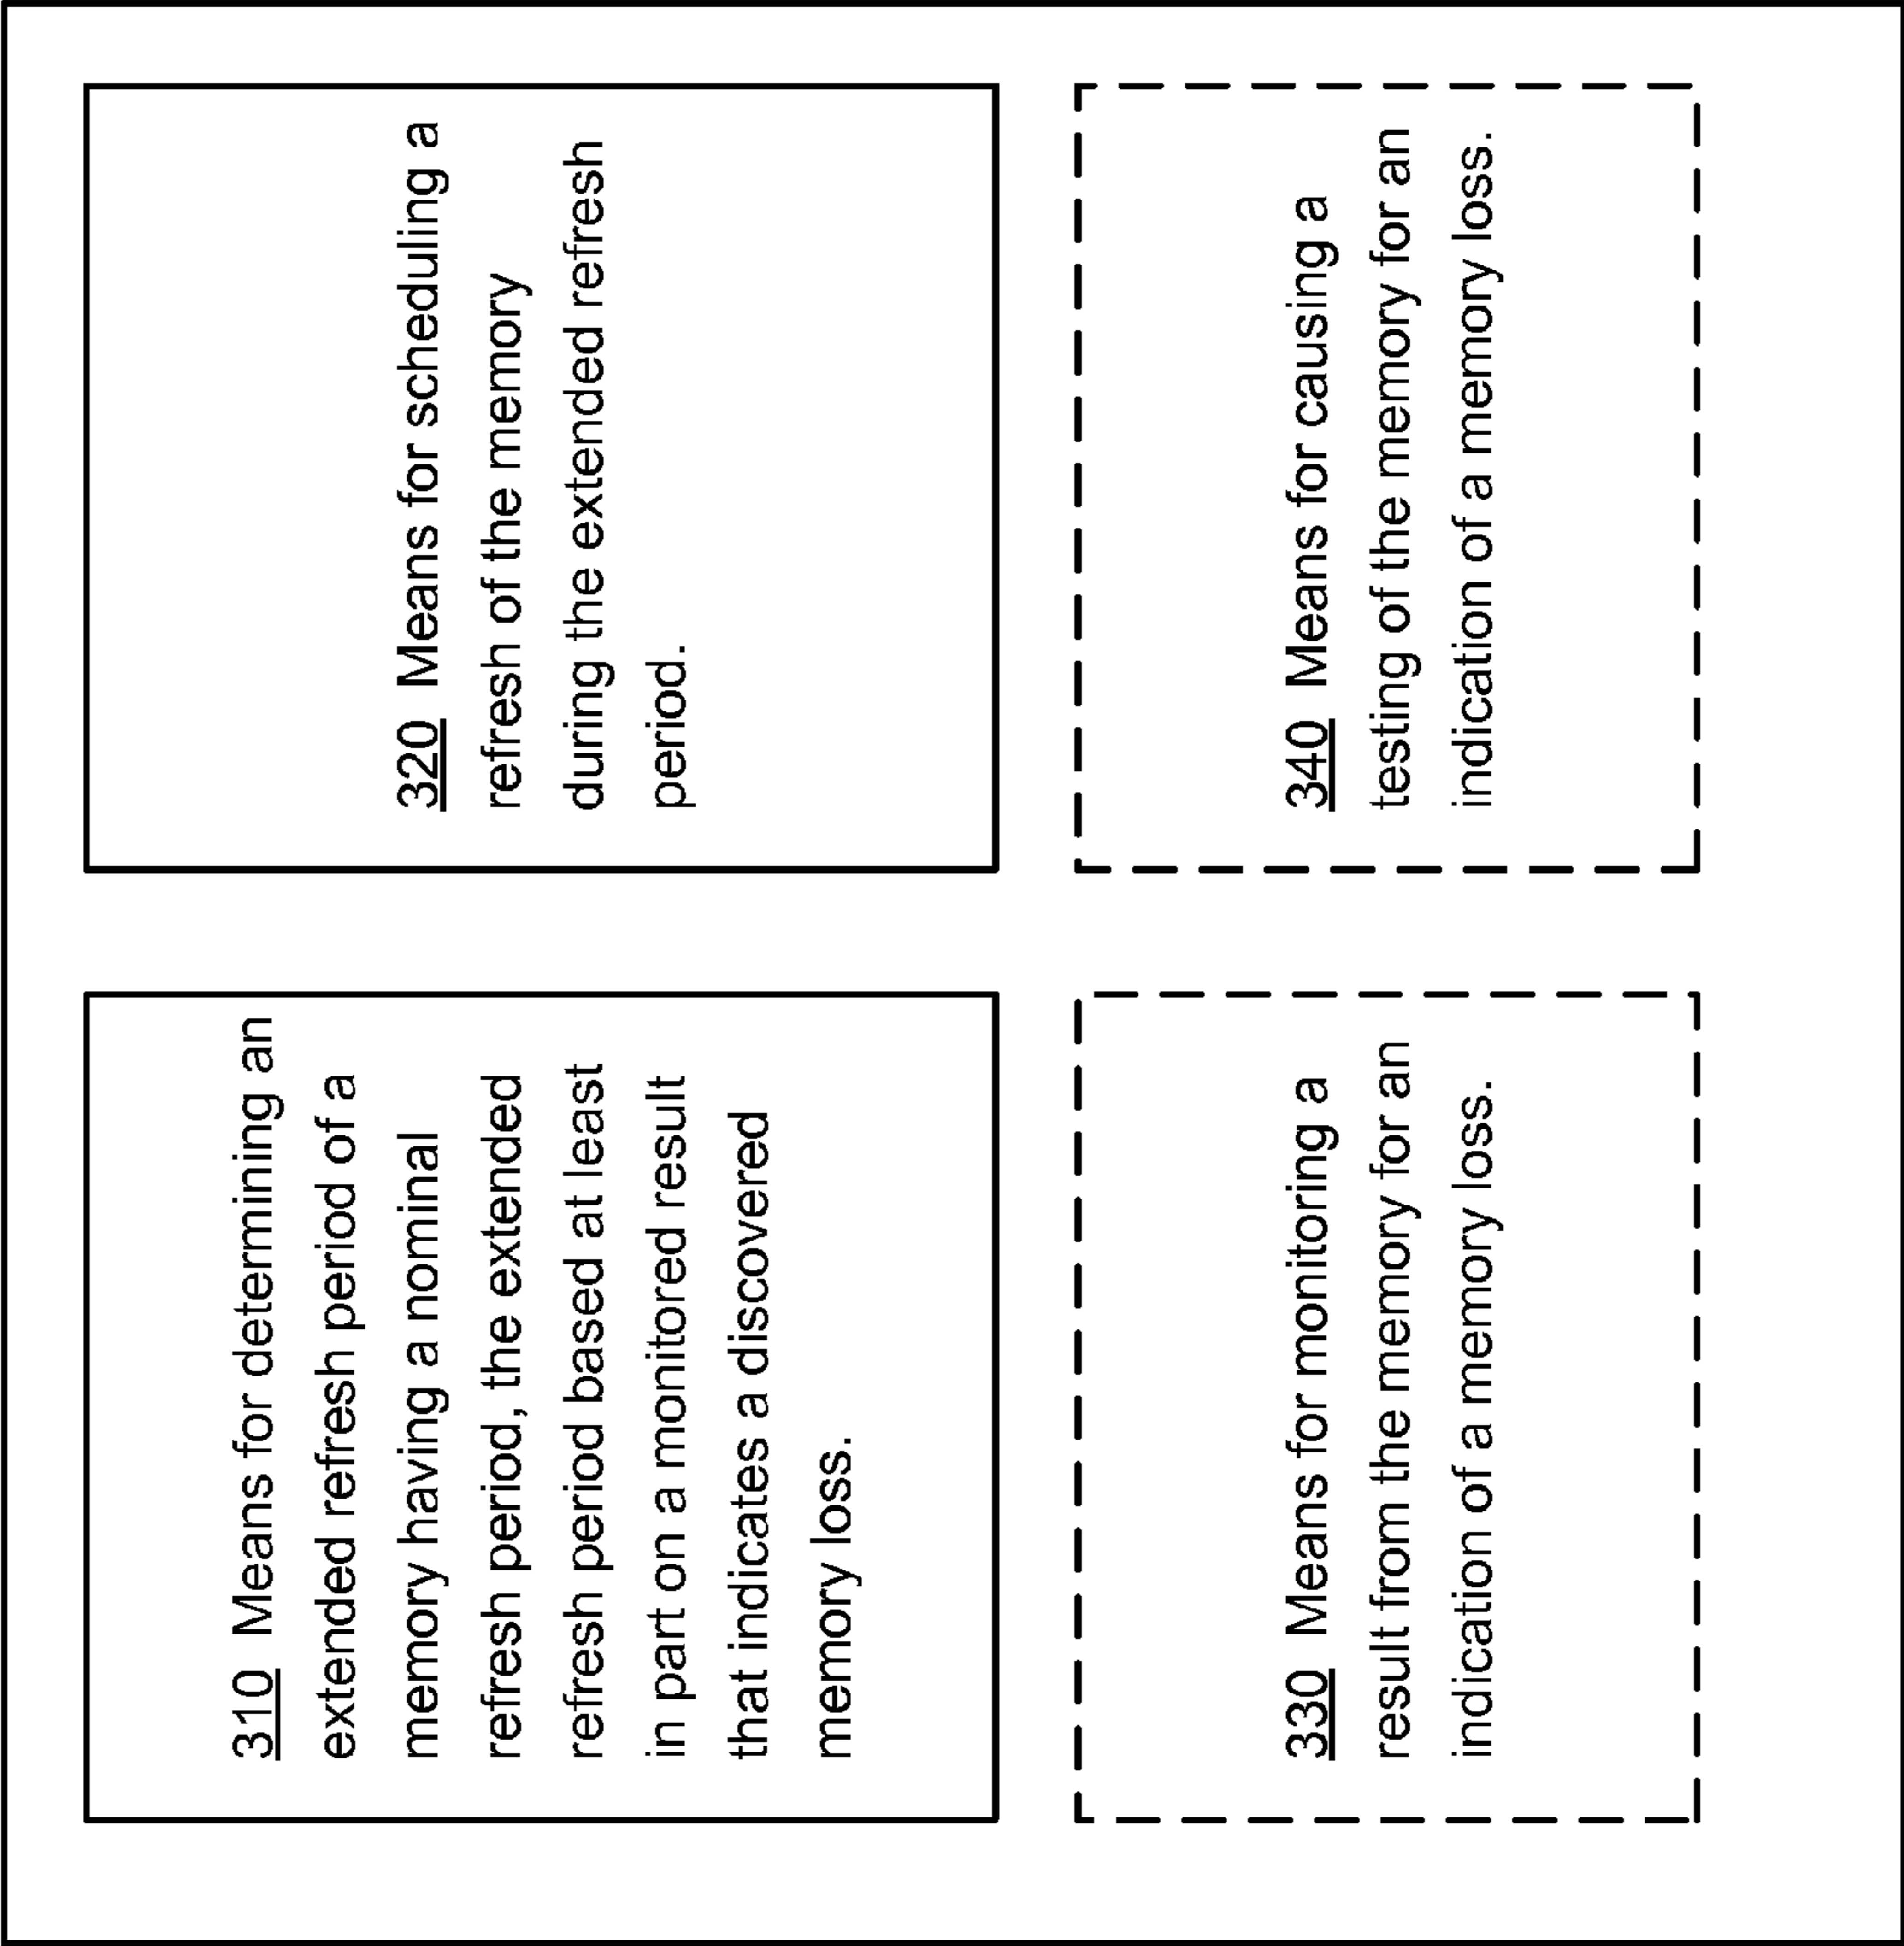 310 Means for determining an
extended refresh period of a
memory having a nominal
refresh period, the extended
refresh period based at least
in part on a monitored result
that indicates a discovered
memory loss.
320 Means for scheduling a
refresh of the memory
during the extended refresh
period.
330 Means for monitoring a
result from the memory for an
indication of a memory loss.
340 Means for causing a
testing of the memory for an
indication of a memory loss.